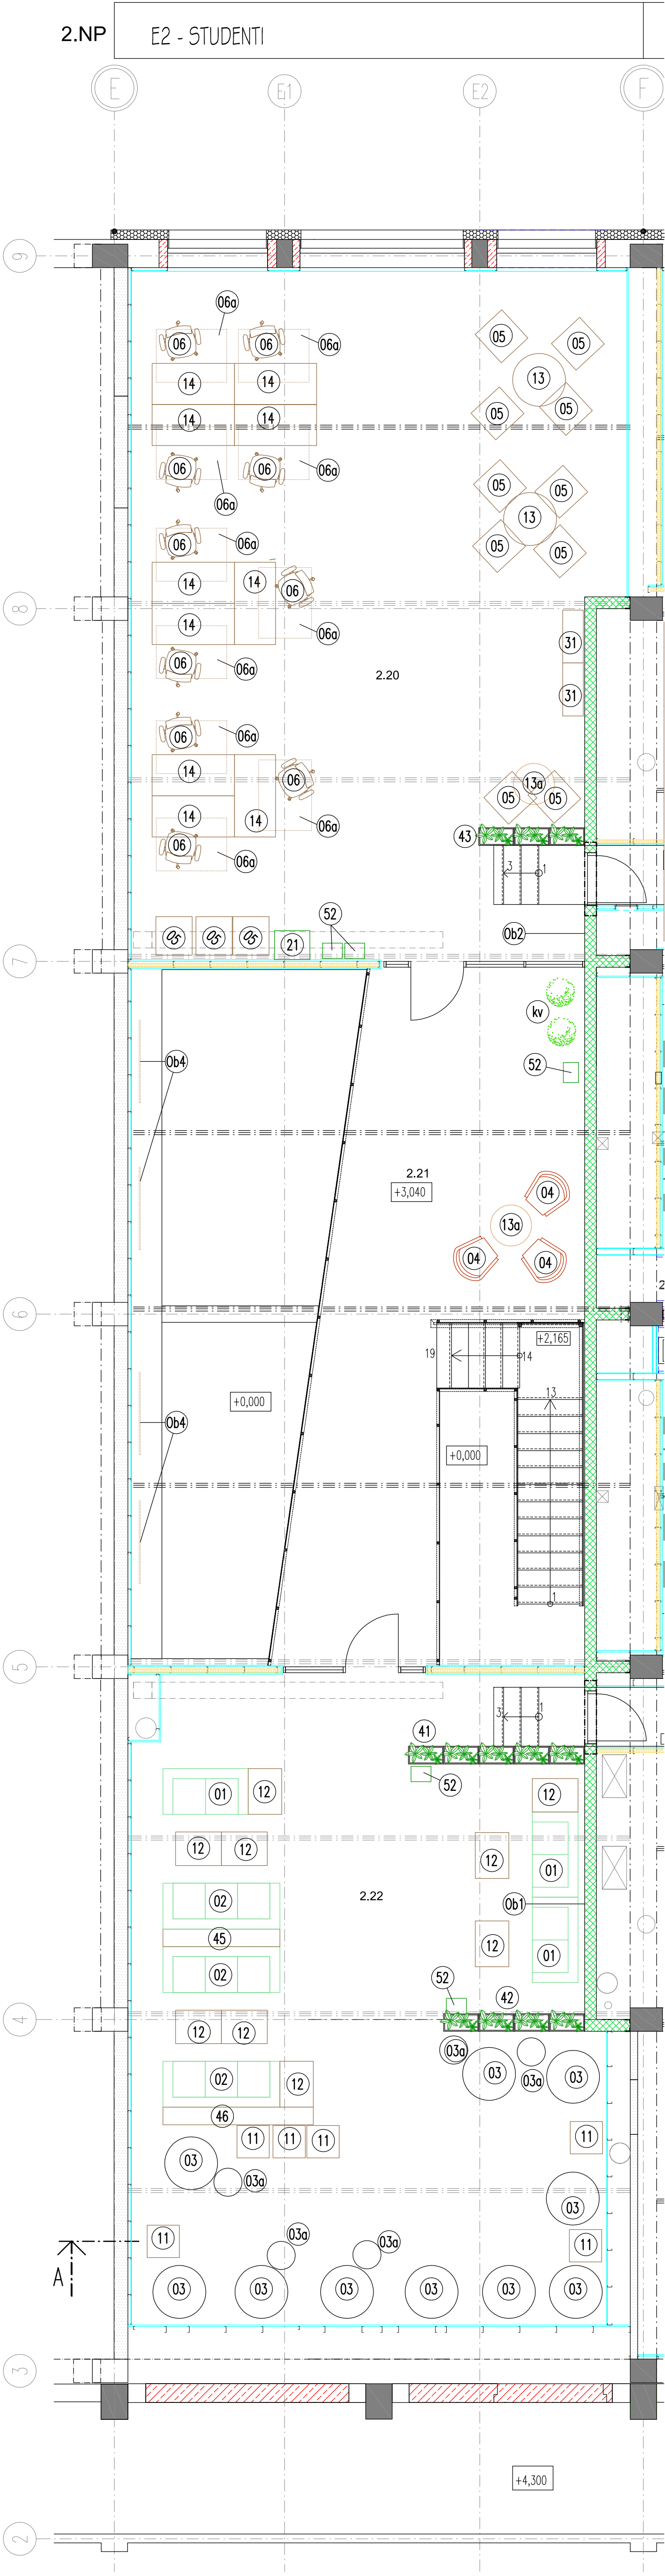 2.NP E2 - STUDENTI
E E1 E2 F
9
06a
06 06 06a 05 05
14 14 13
14 14 05 05
06 06 06a 05 05
06a 13
06 06a 05 05
14 14 06
14 06a 31
06 06a 2.20 31
8
06 06a
14 06 13a
14 14 05 05
06 06a 06a 43 3 1
05 05 05 21 52 0b2
7
kv
0b4 52
2.21
+3,040 04
13a
04 04
6
+2,165
19 14
+0,000 13
0b4 +0,000
1
5
3 1
41
01 12 52 12
12 12 12 01
02 2.22 0b1
45 12 01
02
52 42
4
12 12 03a
02 12 03 03a 03
46
11 11 11 11
03 03a
03
11 03a 03a 11
A
03 03 03 03 03 03
3
+4,300
2